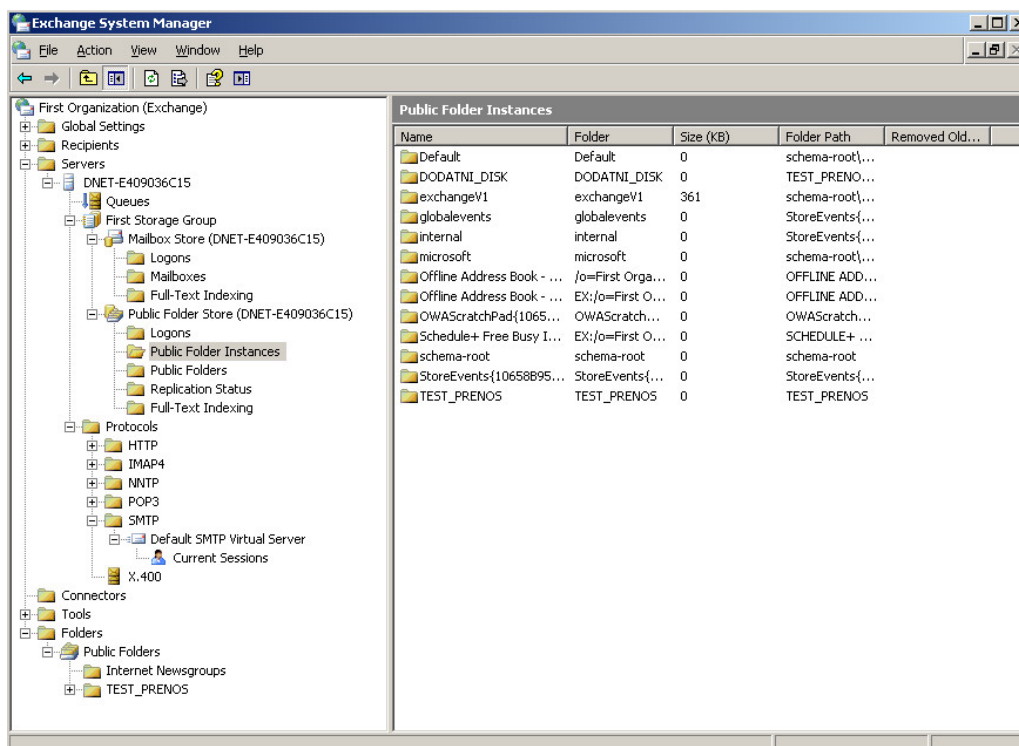 Exchange System Manager
File Action View Window Help
First Organization (Exchange)
Global Settings
Recipients
Servers
DNET-E409036C15
Queues
First Storage Group
Mailbox Store (DNET-E409036C15)
Logons
Mailboxes
Full-Text Indexing
Public Folder Store (DNET-E409036C15)
Logons
Public Folder Instances
Public Folders
Replication Status
Full-Text Indexing
Protocols
HTTP
IMAP4
NNTP
POP3
SMTP
Default SMTP Virtual Server
Current Sessions
X.400
Connectors
Tools
Folders
Public Folders
Internet Newsgroups
TEST_PRENOS
Public Folder Instances
Name Folder Size (KB) Folder Path Removed Old...
Default Default 0 schema-root\...
DODATNI_DISK DODATNI_DISK 0 TEST_PRENO...
exchangeV1 exchangeV1 361 schema-root\...
globalevents globalevents 0 StoreEvents{...
internal internal 0 StoreEvents{...
microsoft microsoft 0 schema-root\...
Offline Address Book - ... /o=First Orga... 0 OFFLINE ADD...
Offline Address Book - ... EX:/o=First O... 0 OFFLINE ADD...
OWAScratchPad{1065... OWAScratch... 0 OWAScratch...
Schedule+ Free Busy I... EX:/o=First O... 0 SCHEDULE+ ...
schema-root schema-root 0 schema-root
StoreEvents{10658B95... StoreEvents{... 0 StoreEvents{...
TEST_PRENOS TEST_PRENOS 0 TEST_PRENOS